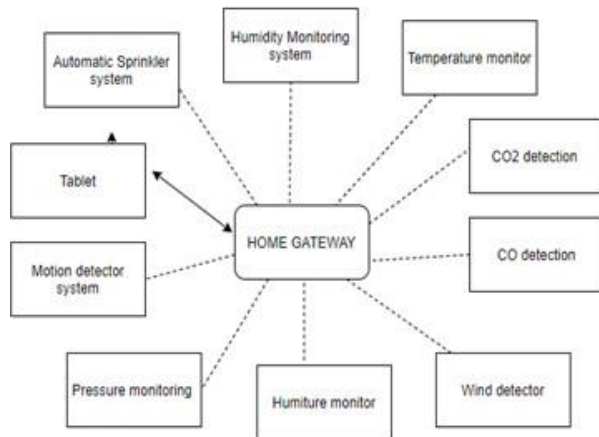 Humidity Monitoring
system
Automatic Sprinkler
system
Temperature monitor
CO2 detection
Tablet
HOME GATEWAY
CO detection
Motion detector
system
Pressure monitoring
Humiture monitor
Wind detector